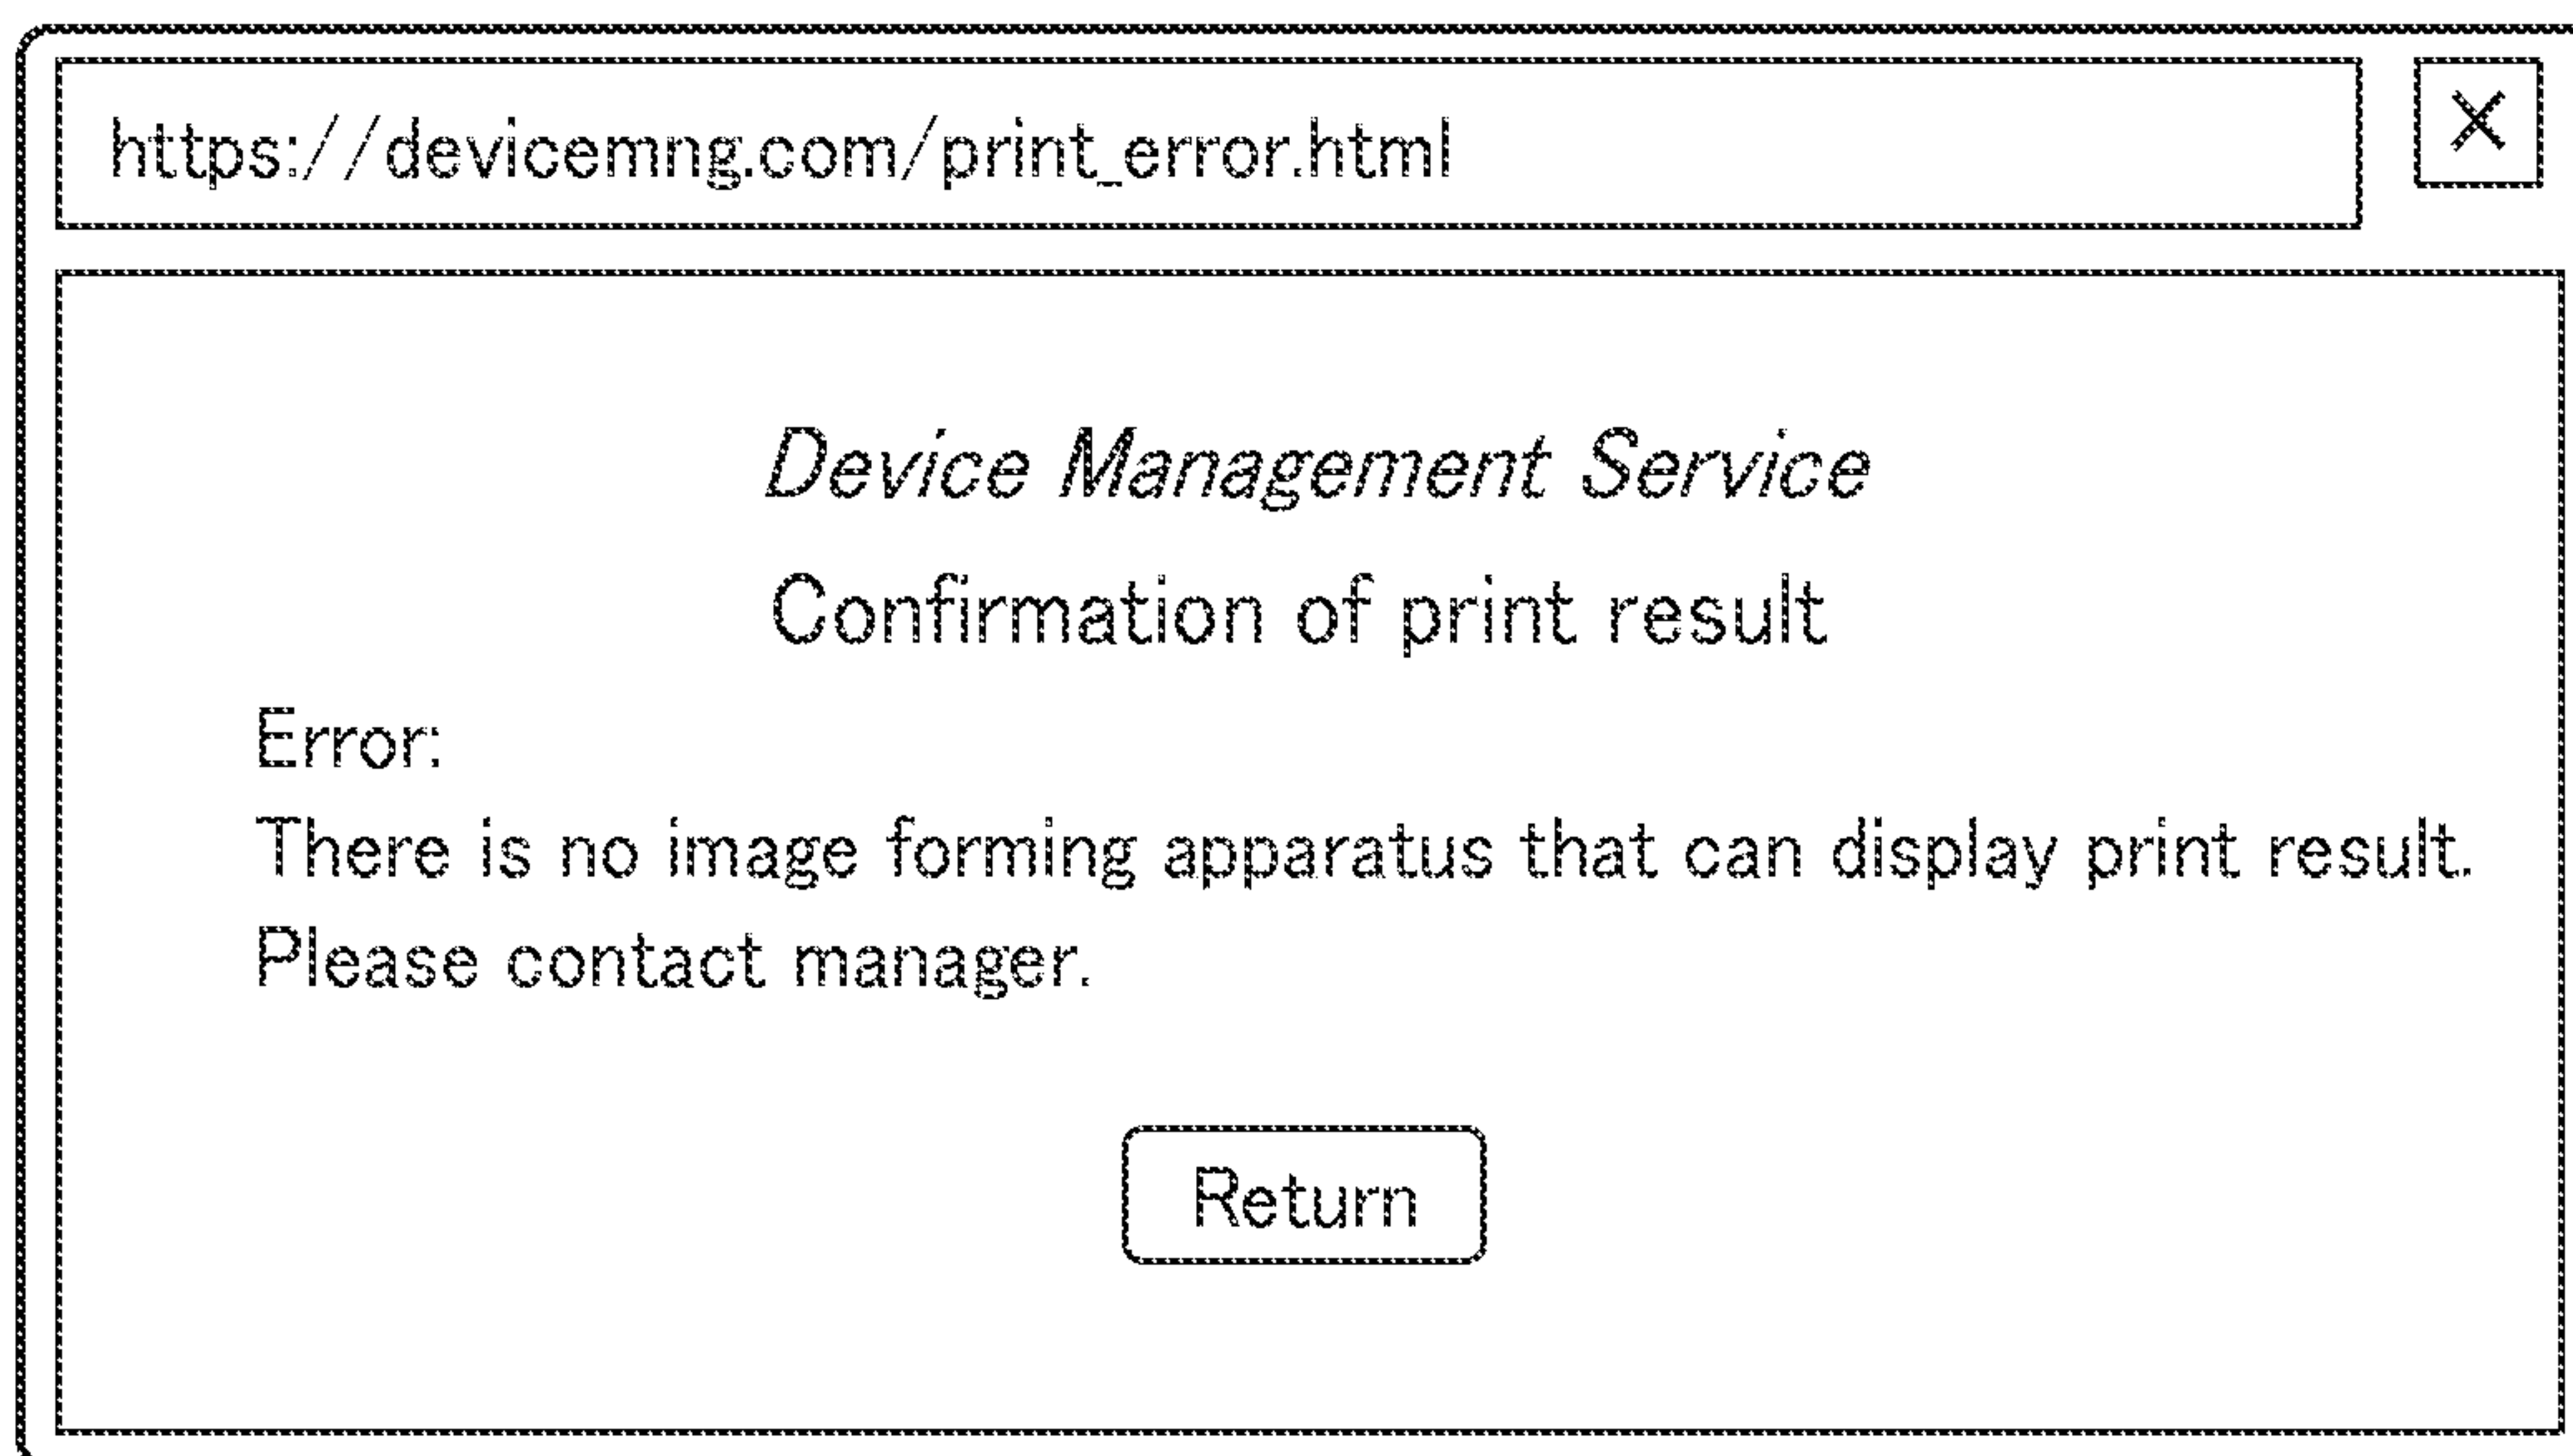 https://devicemng.com/print_error.html
×
Device Management Service
Confirmation of print result
Error:
There is no image forming apparatus that can display print result.
Please contact manager.
Return